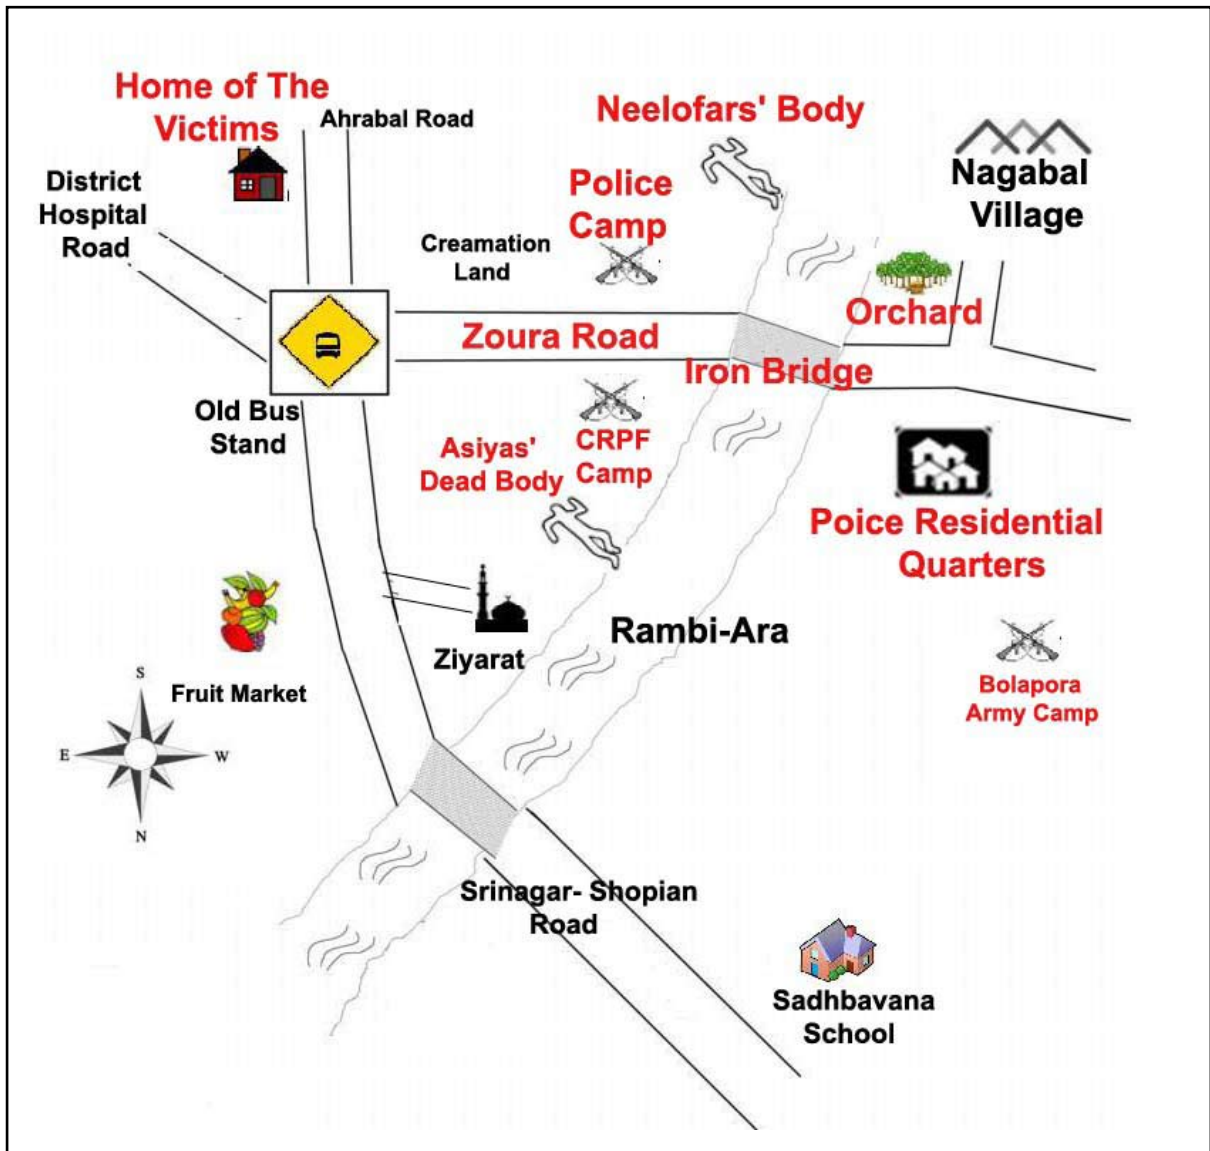 Home of The
Victims
Ahrabal Road
Neelofars' Body
District
Hospital
Road
Police
Camp
Nagabal
Village
Creamation
Land
Orchard
Zoura Road
Iron Bridge
Old Bus
Stand
CRPF
Camp
Asiyas'
Dead Body
Poice Residential
Quarters
Rambi-Ara
Ziyarat
Fruit Market
Bolapora
Army Camp
S
E
W
N
Srinagar- Shopian
Road
Sadhbavana
School